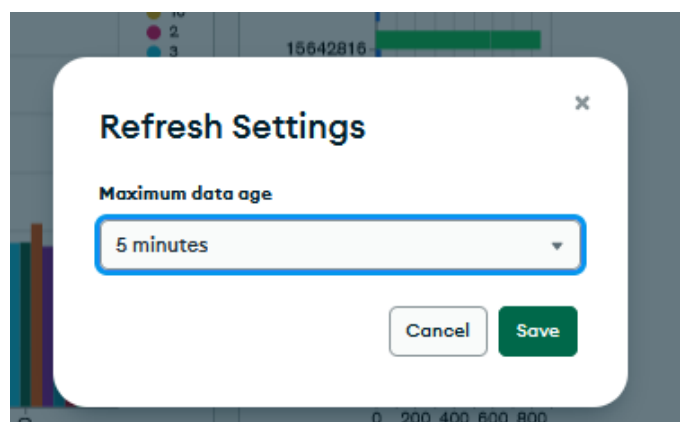 2
3
15642816
Refresh Settings
Maximum data age
5 minutes
Cancel
Save
0 200 400 600 800